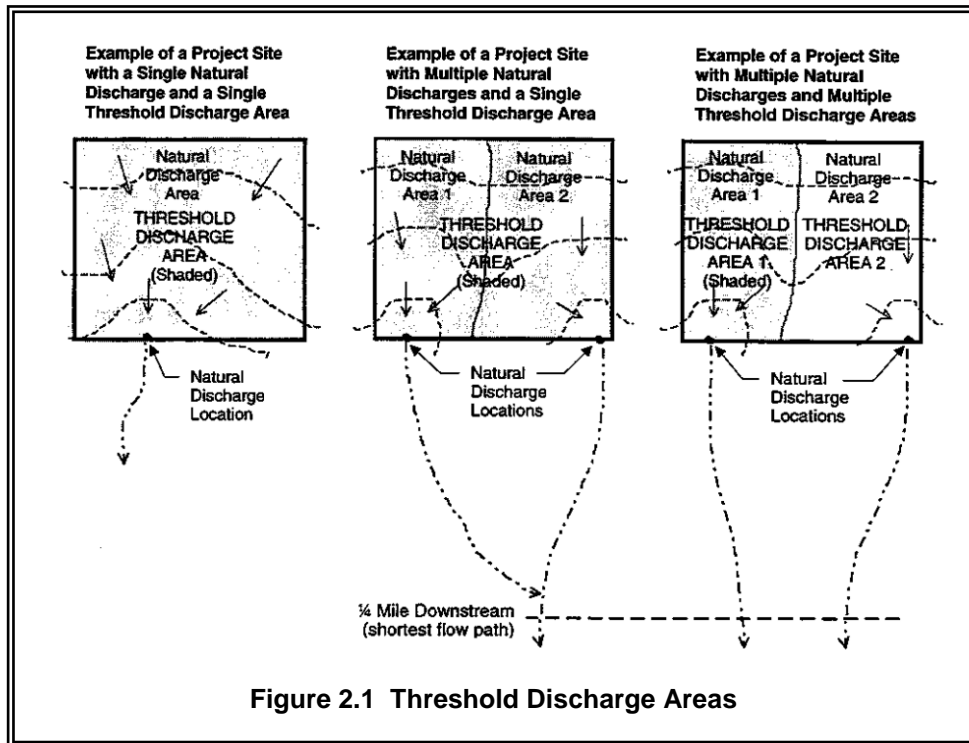 Example of a Project Site
with a Single Natural
Discharge and a Single
Threshold Discharge Area
Natural
Discharge
Area
THRESHOLD
DISCHARGE
AREA
(Shaded)
Natural
Discharge
Location
Example of a Project Site
with Multiple Natural
Discharges and a Single
Threshold Discharge Area
Natural
Discharge
Area 1
Natural
Discharge
Area 2
THRESHOLD
DISCHARGE
AREA
(Shaded)
Natural
Discharge
Locations
Example of a Project Site
with Multiple Natural
Discharges and Multiple
Threshold Discharge Areas
Natural
Discharge
Area 1
Natural
Discharge
Area 2
THRESHOLD
DISCHARGE
AREA 1
(Shaded)
THRESHOLD
DISCHARGE
AREA 2
Natural
Discharge
Locations
¼ Mile Downstream
(shortest flow path)
Figure 2.1 Threshold Discharge Areas